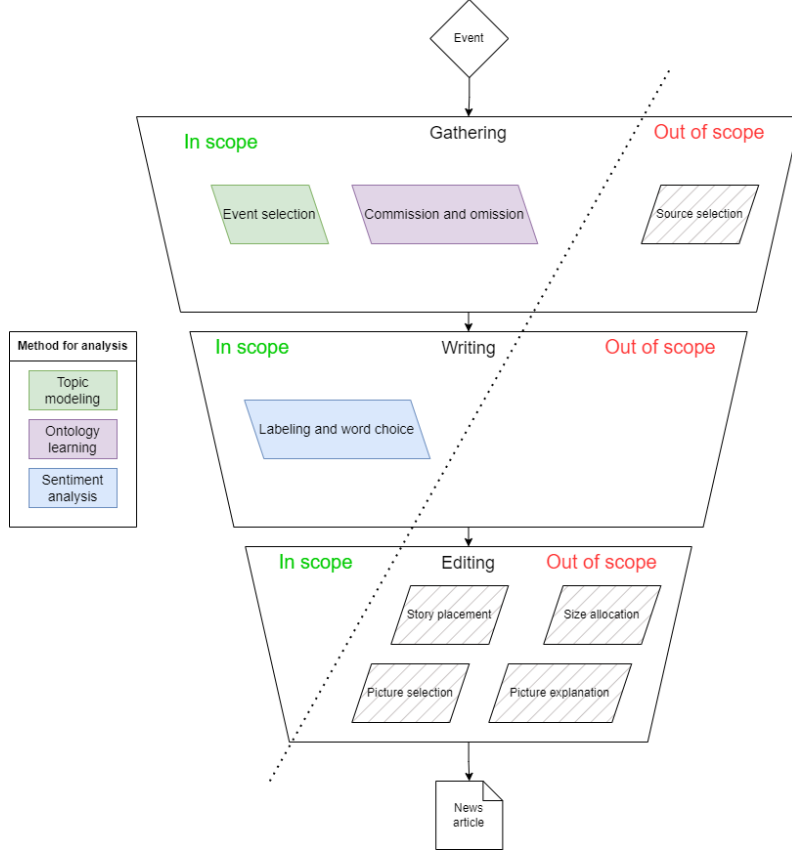 Event
Gathering
In scope
Out of scope
Event selection
Commission and omission
Source selection
Method for analysis
Topic
modeling
Ontology
learning
Sentiment
analysis
In scope
Writing
Out of scope
Labeling and word choice
In scope
Editing
Out of scope
Story placement
Size allocation
Picture selection
Picture explanation
News
article